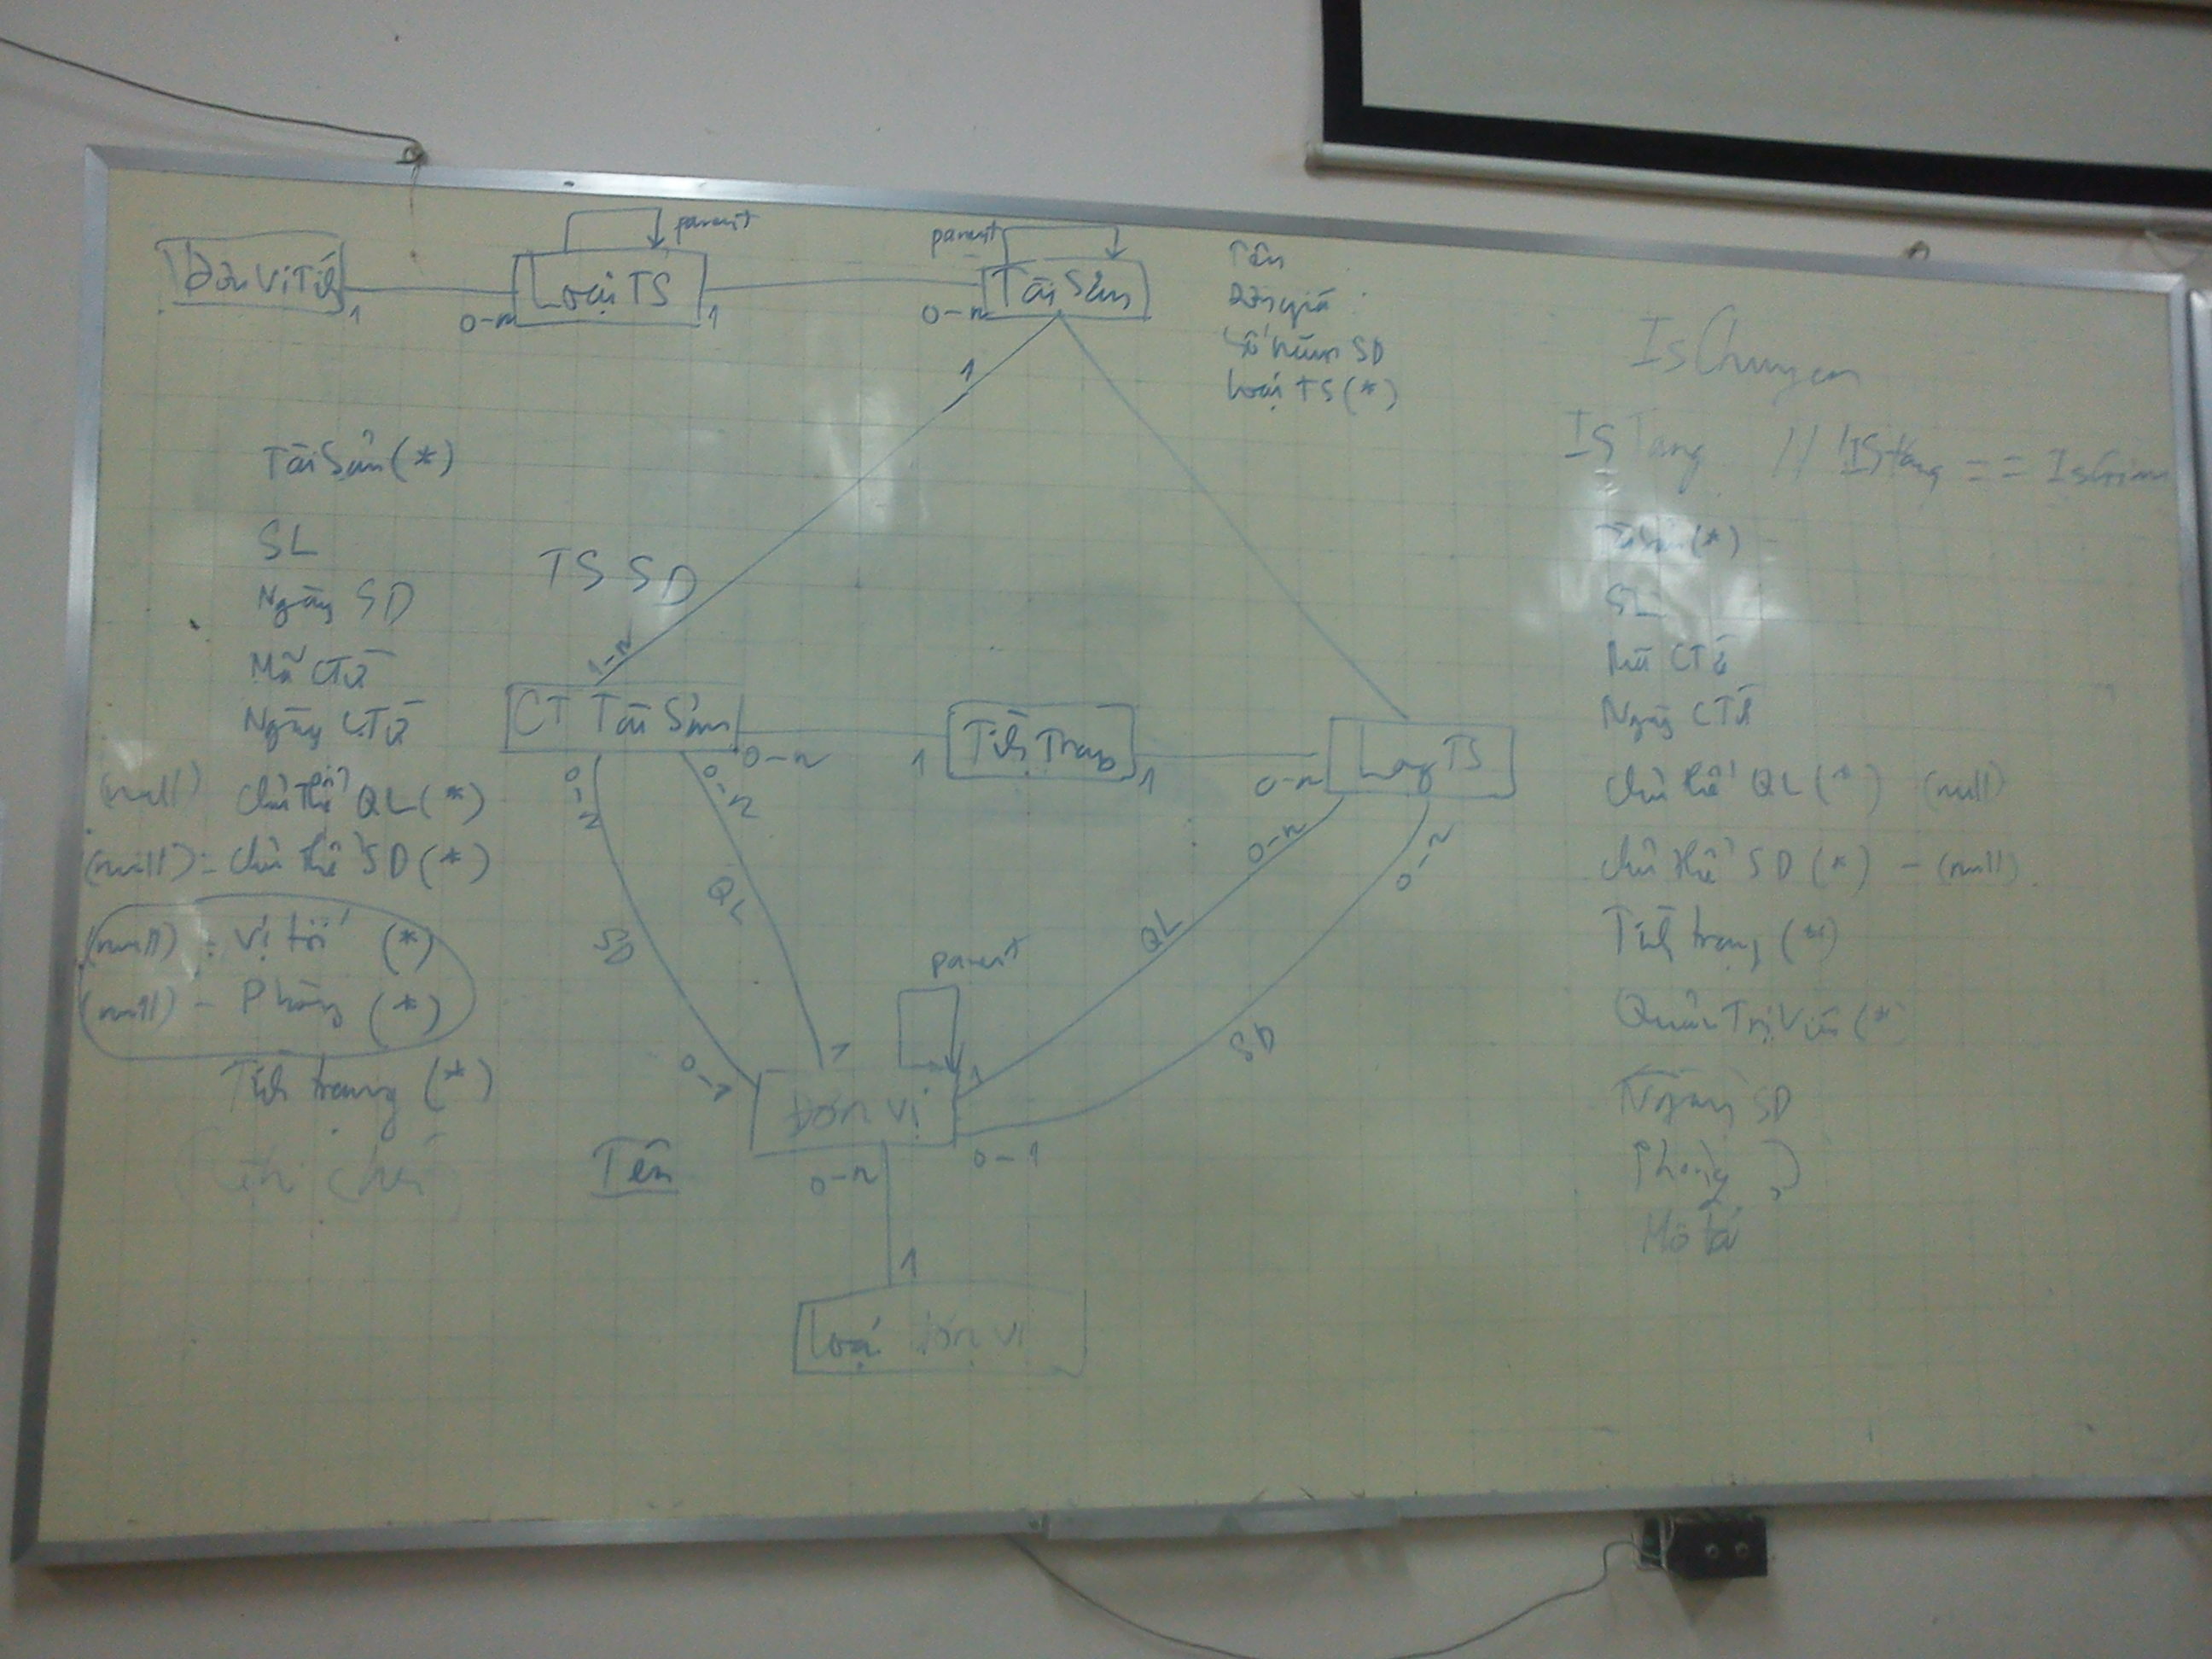 parent
parent
Đơn Vị Tính
Loại TS
Tài Sản
1
0-n
1
0-n
Tên
Đơn giá
Số năm SD
Loại TS (*)
1
IsTang // !IStang ==
Tài Sản (*)
SL
Ngày SD
Mã CTừ
Ngày CTừ
(null) chủ thể QL (*)
(null) - chủ thể SD (*)
(null) - Vị trí (*)
(null) - Phòng (*)
Tình trạng (*)
TS SD
1-n
CT Tài Sản
0-n
1
Tình Trạng
1
0-n
Log TS
0-n
0-n
0-n
0-n
SD
QL
QL
SD
parent
0-1
1
1
Đơn vị
0-1
0-n
Tên
1
Loại đơn vị
Tài sản (*)
SL
Mã CTừ
Ngày CTừ
chủ thể QL (*) (null)
chủ thể SD (*) - (null)
Tình trạng (*)
Quản Trị Viên (*
Ngày SD
Phòng ?
Mô tả